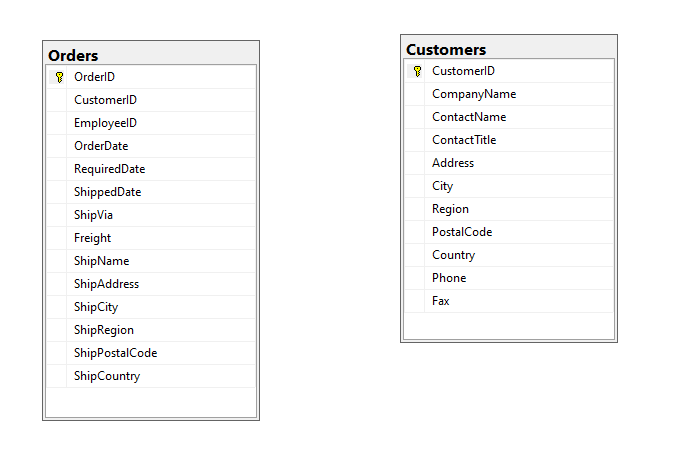 Orders
OrderID
CustomerID
EmployeeID
OrderDate
RequiredDate
ShippedDate
ShipVia
Freight
ShipName
ShipAddress
ShipCity
ShipRegion
ShipPostalCode
ShipCountry
Customers
CustomerID
CompanyName
ContactName
ContactTitle
Address
City
Region
PostalCode
Country
Phone
Fax